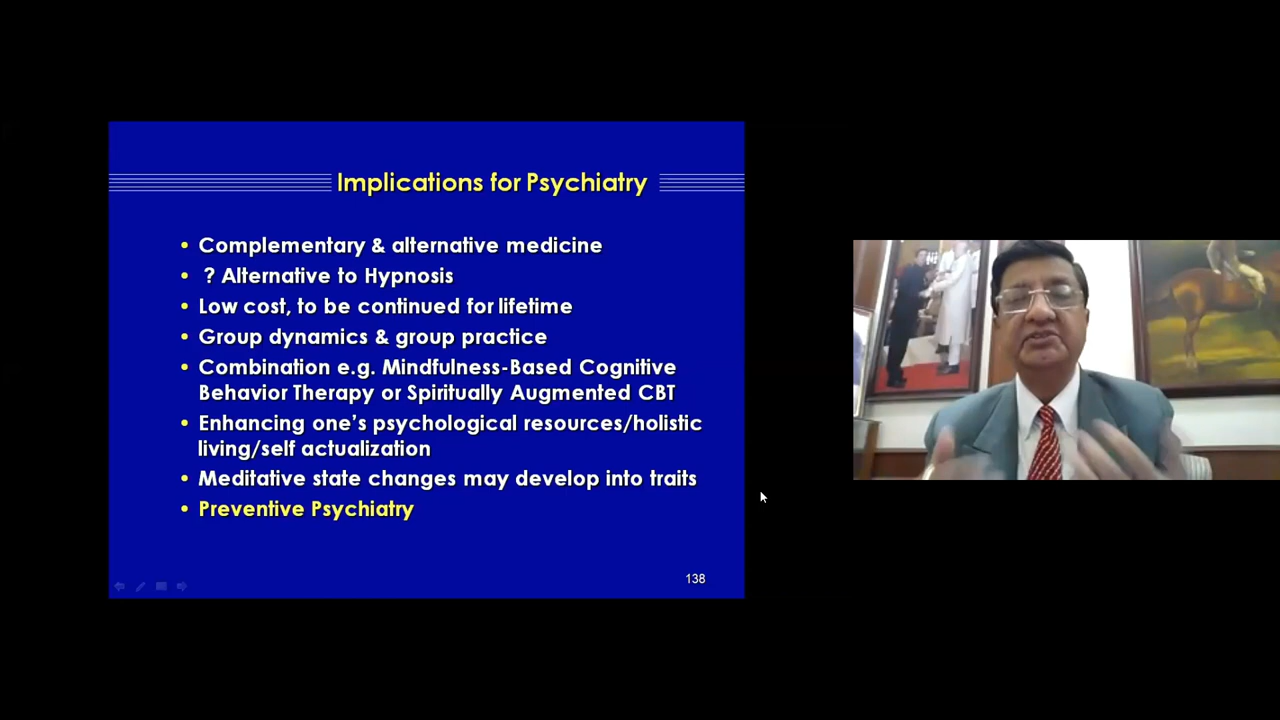 Implications for Psychiatry
• Complementary & alternative medicine
• ? Alternative to Hypnosis
• Low cost, to be continued for lifetime
• Group dynamics & group practice
• Combination e.g. Mindfulness-Based Cognitive
Behavior Therapy or Spiritually Augmented CBT
• Enhancing one's psychological resources/holistic
living/self actualization
• Meditative state changes may develop into traits
• Preventive Psychiatry
138